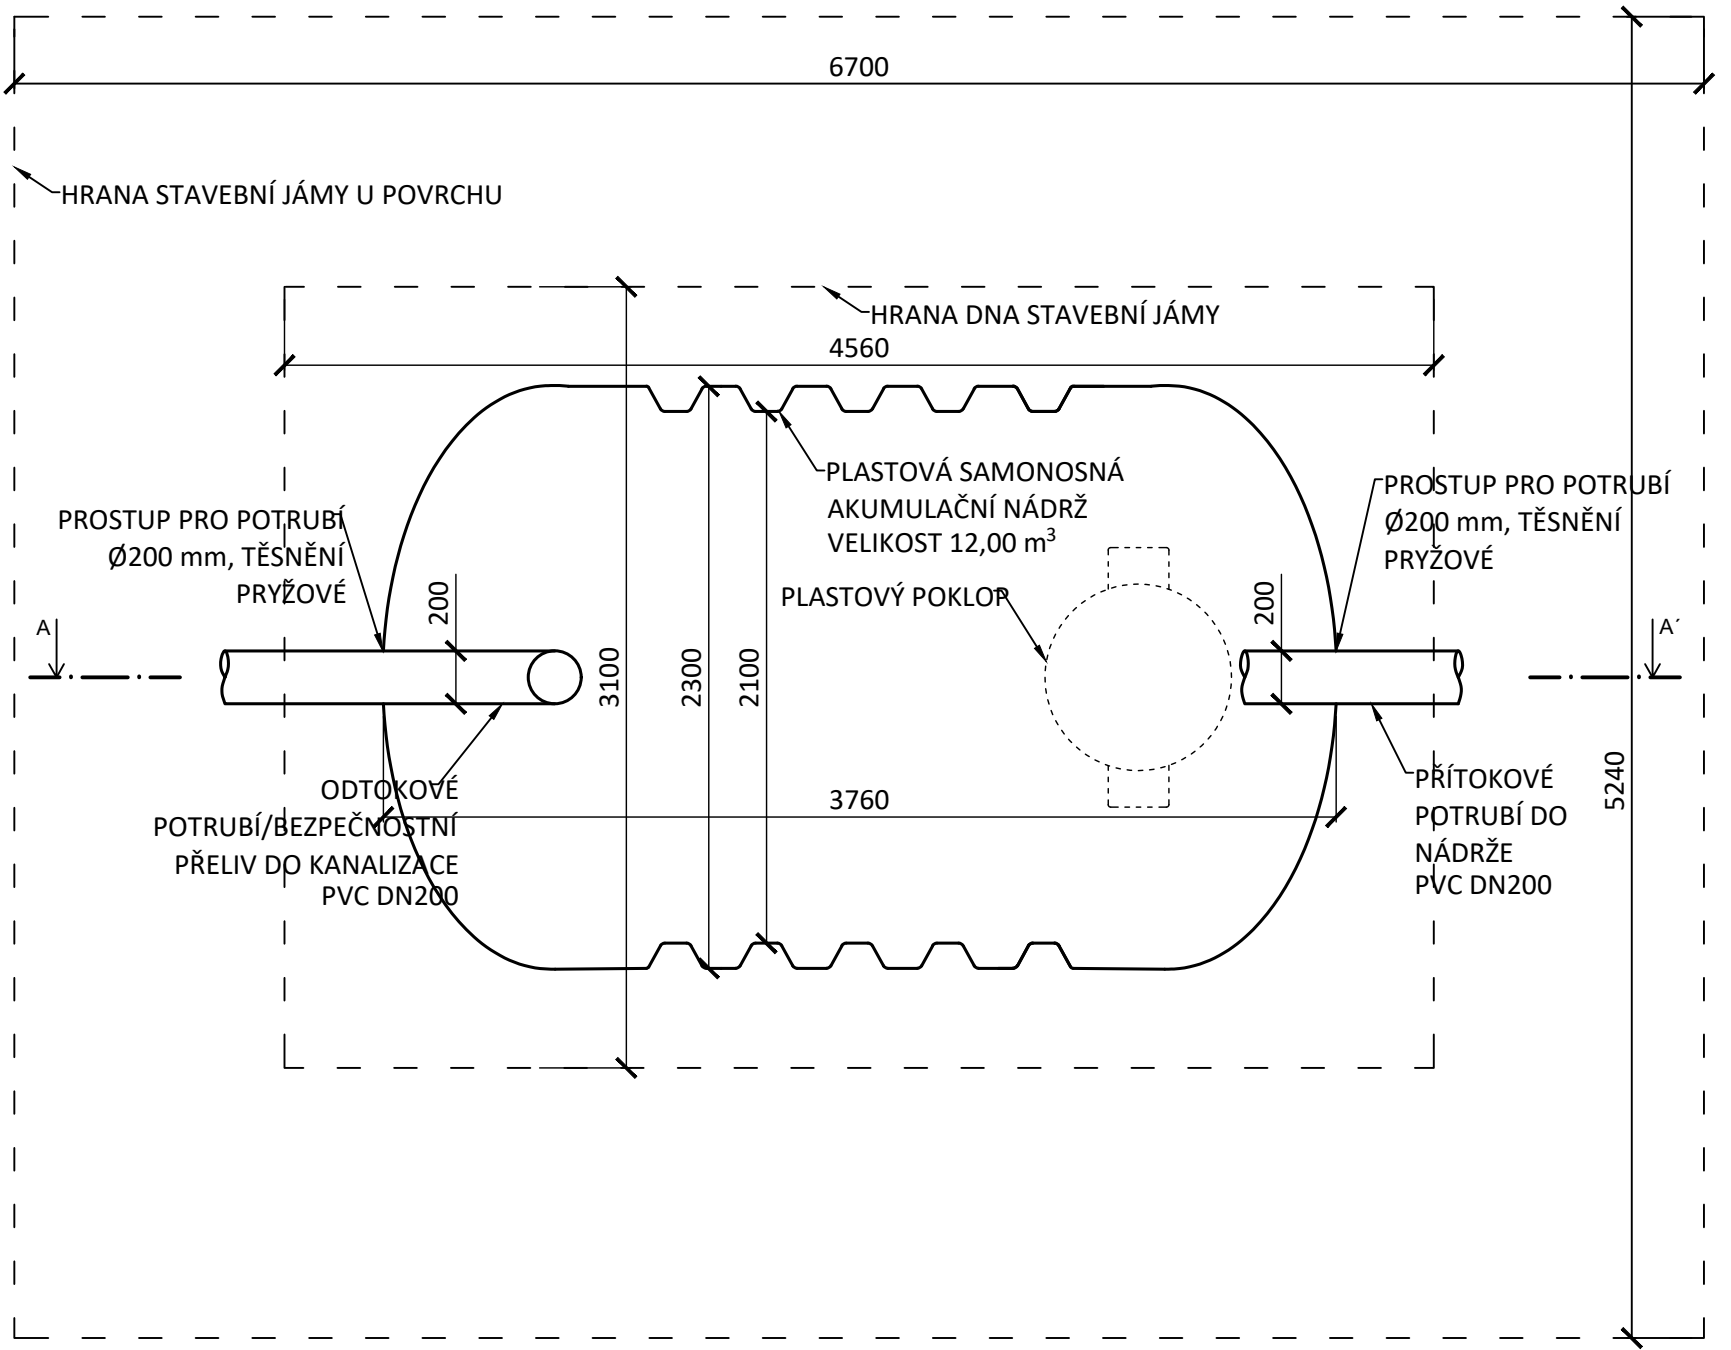 6700
HRANA STAVEBNÍ JÁMY U POVRCHU
HRANA DNA STAVEBNÍ JÁMY
4560
PLASTOVÁ SAMONOSNÁ
AKUMULAČNÍ NÁDRŽ
VELIKOST 12,00 m³
PROSTUP PRO POTRUBÍ
Ø200 mm, TĚSNĚNÍ
PRYŽOVÉ
PROSTUP PRO POTRUBÍ
Ø200 mm, TĚSNĚNÍ
PRYŽOVÉ
PLASTOVÝ POKLOP
200
200
A
A´
3100
2300
2100
5240
3760
ODTOKOVÉ
POTRUBÍ/BEZPEČNOSTNÍ
PŘELIV DO KANALIZACE
PVC DN200
PŘÍTOKOVÉ
POTRUBÍ DO
NÁDRŽE
PVC DN200